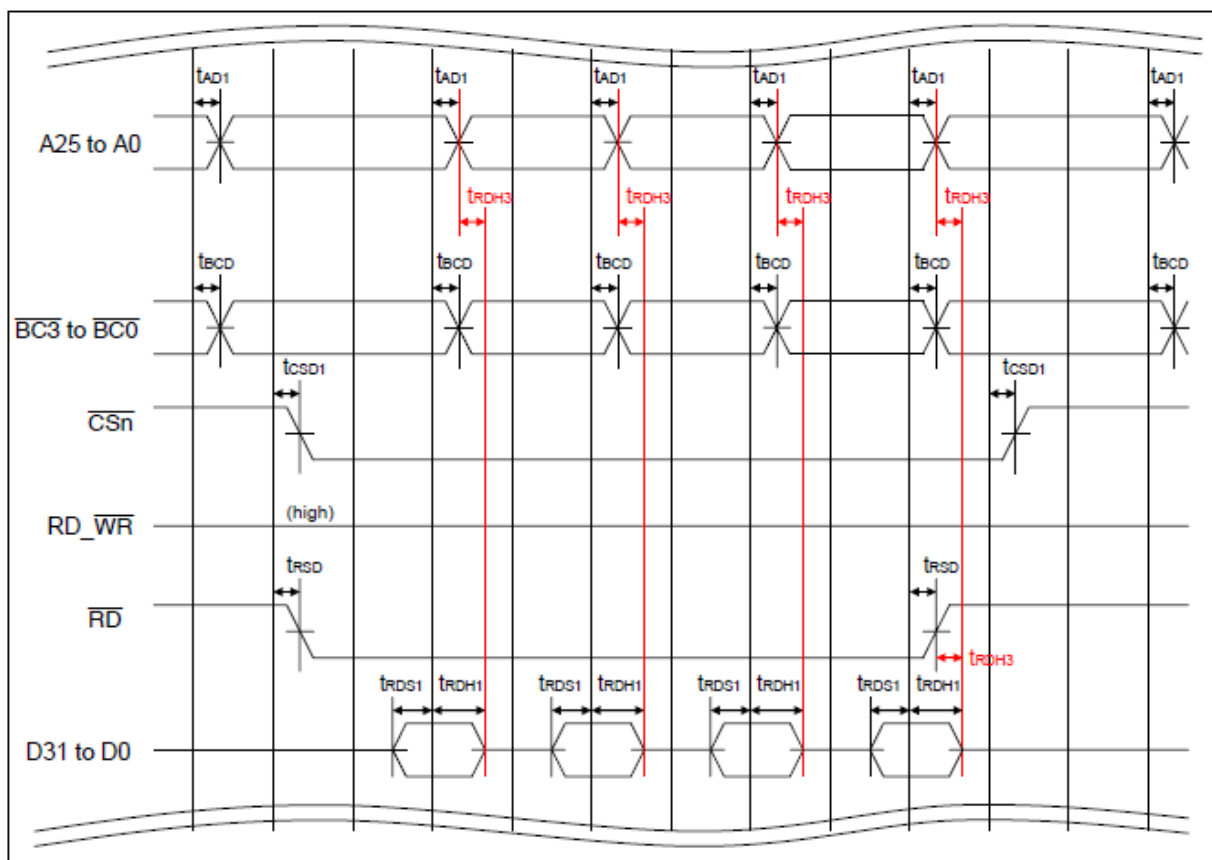 tAD1 tAD1 tAD1 tAD1 tAD1 tAD1
A25 to A0
tRDH3 tRDH3 tRDH3 tRDH3
tBCD tBCD tBCD tBCD tBCD tBCD
BC3 to BC0
tCSD1 tCSD1
CSn
(high)
RD_WR
tRSD tRSD
RD
tRDH3
tRDS1 tRDH1 tRDS1 tRDH1 tRDS1 tRDH1 tRDS1 tRDH1
D31 to D0